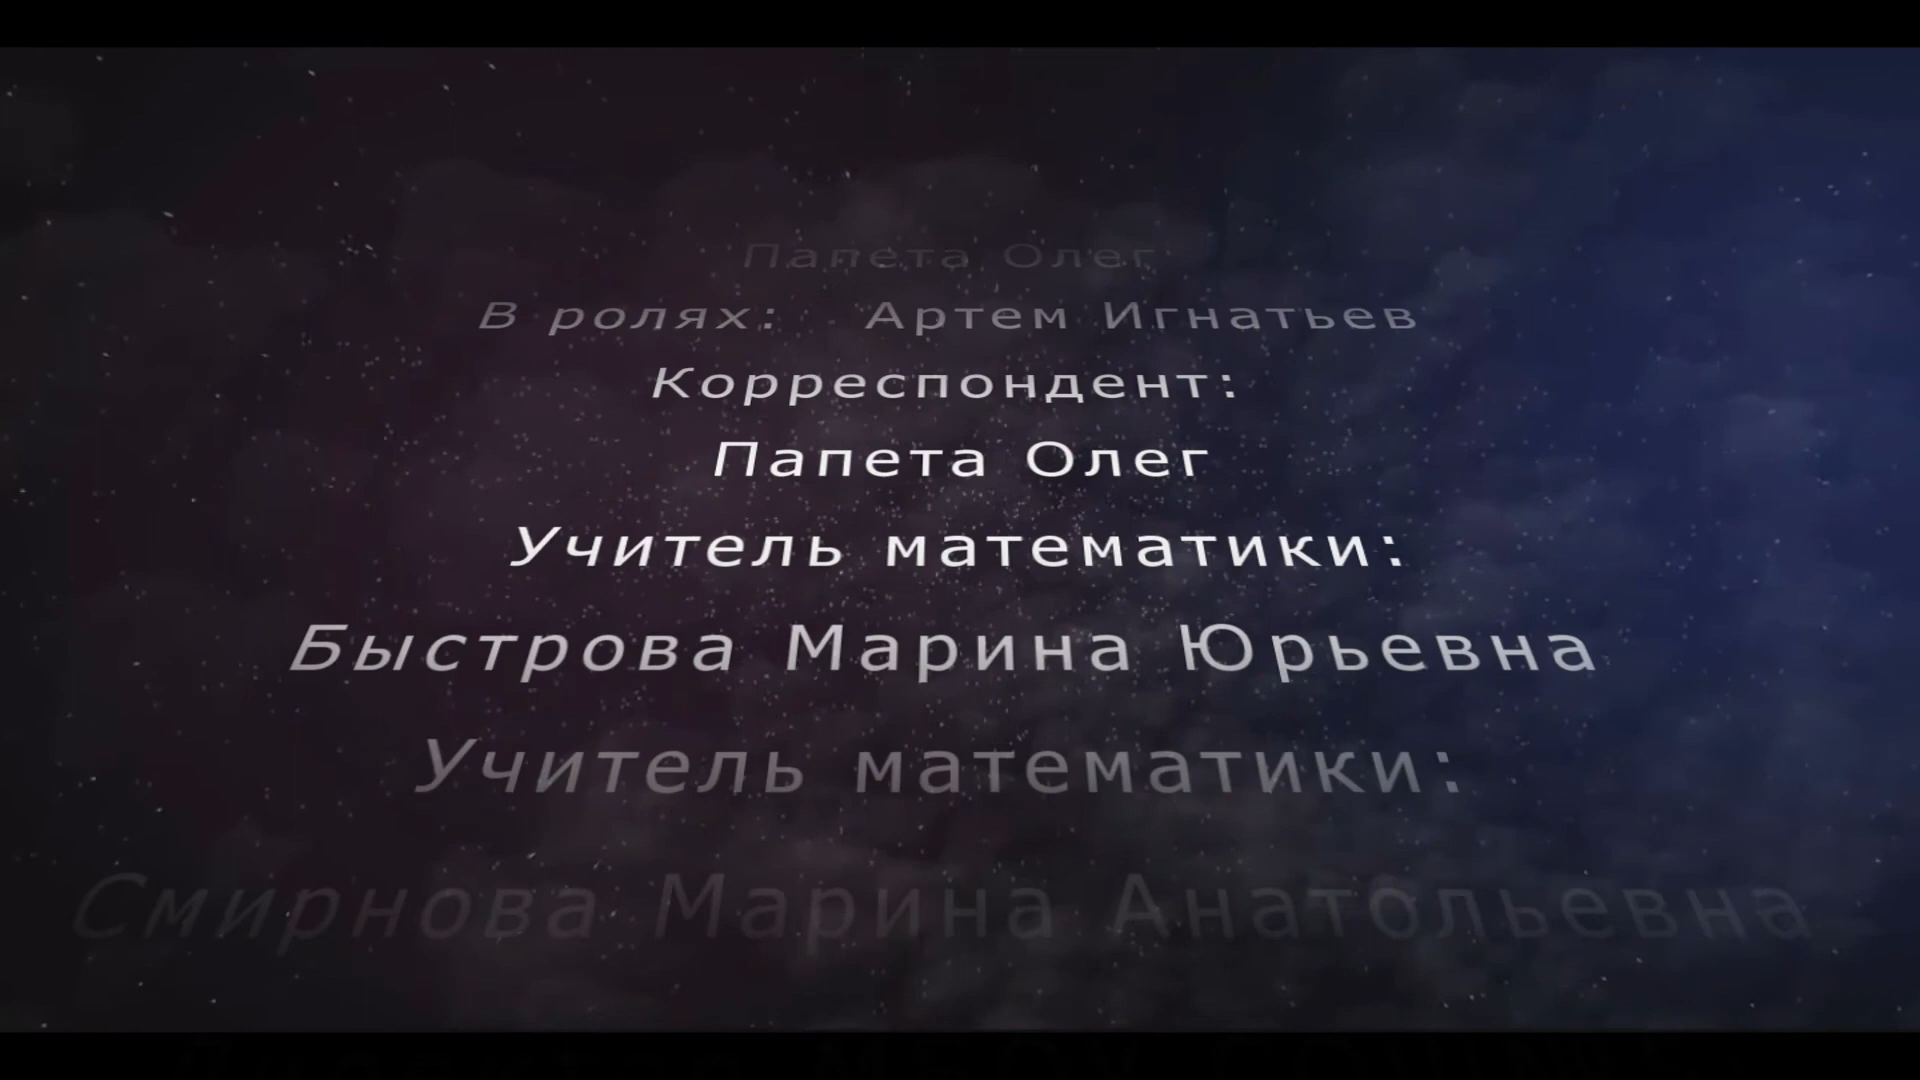 Папета Олег
В ролях: Артем Игнатьев
Корреспондент:
Папета Олег
Учитель математики:
Быстрова Марина Юрьевна
Учитель математики:
Смирнова Марина Анатольевна